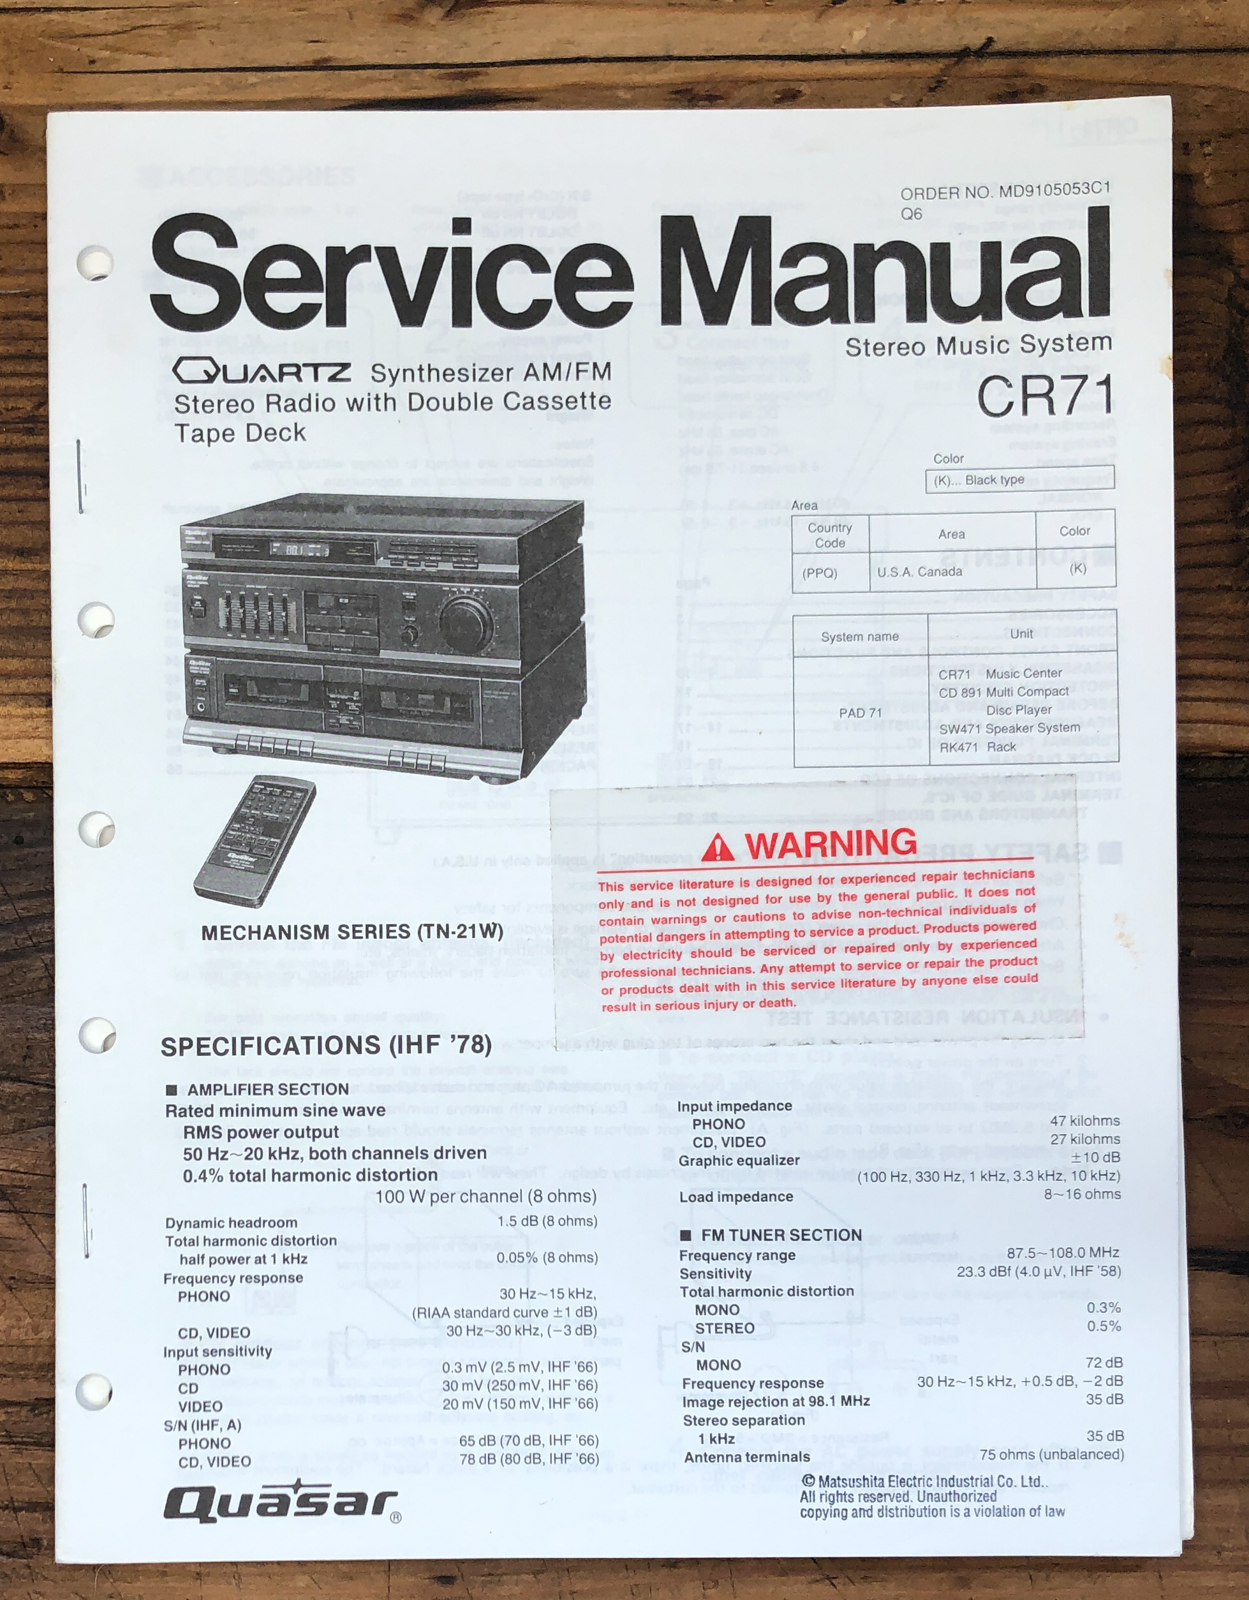 ORDER NO. MD9105053C1
Q6
Service Manual
Stereo Music System
CR71
QUARTZ Synthesizer AM/FM
Stereo Radio with Double Cassette
Tape Deck
Color
(K)... Black type
Area
Country Code Area Color
(PPQ) U.S.A. Canada (K)
System name Unit
PAD 71
CR71 Music Center
CD 891 Multi Compact
Disc Player
SW471 Speaker System
RK471 Rack
MECHANISM SERIES (TN-21W)
⚠ WARNING
This service literature is designed for experienced repair technicians
only and is not designed for use by the general public. It does not
contain warnings or cautions to advise non-technical individuals of
potential dangers in attempting to service a product. Products powered
by electricity should be serviced or repaired only by experienced
professional technicians. Any attempt to service or repair the product
or products dealt with in this service literature by anyone else could
result in serious injury or death.
SPECIFICATIONS (IHF '78)
■ AMPLIFIER SECTION
Rated minimum sine wave
RMS power output
50 Hz~20 kHz, both channels driven
0.4% total harmonic distortion
100 W per channel (8 ohms)
Dynamic headroom 1.5 dB (8 ohms)
Total harmonic distortion
half power at 1 kHz 0.05% (8 ohms)
Frequency response
PHONO 30 Hz~15 kHz,
(RIAA standard curve ±1 dB)
CD, VIDEO 30 Hz~30 kHz, (−3 dB)
Input sensitivity
PHONO 0.3 mV (2.5 mV, IHF '66)
CD 30 mV (250 mV, IHF '66)
VIDEO 20 mV (150 mV, IHF '66)
S/N (IHF, A)
PHONO 65 dB (70 dB, IHF '66)
CD, VIDEO 78 dB (80 dB, IHF '66)
Input impedance
PHONO 47 kilohms
CD, VIDEO 27 kilohms
Graphic equalizer ±10 dB
(100 Hz, 330 Hz, 1 kHz, 3.3 kHz, 10 kHz)
Load impedance 8~16 ohms
■ FM TUNER SECTION
Frequency range 87.5~108.0 MHz
Sensitivity 23.3 dBf (4.0 μV, IHF '58)
Total harmonic distortion
MONO 0.3%
STEREO 0.5%
S/N
MONO 72 dB
Frequency response 30 Hz~15 kHz, +0.5 dB, −2 dB
Image rejection at 98.1 MHz 35 dB
Stereo separation
1 kHz 35 dB
Antenna terminals 75 ohms (unbalanced)
Quasar®
© Matsushita Electric Industrial Co. Ltd..
All rights reserved. Unauthorized
copying and distribution is a violation of law